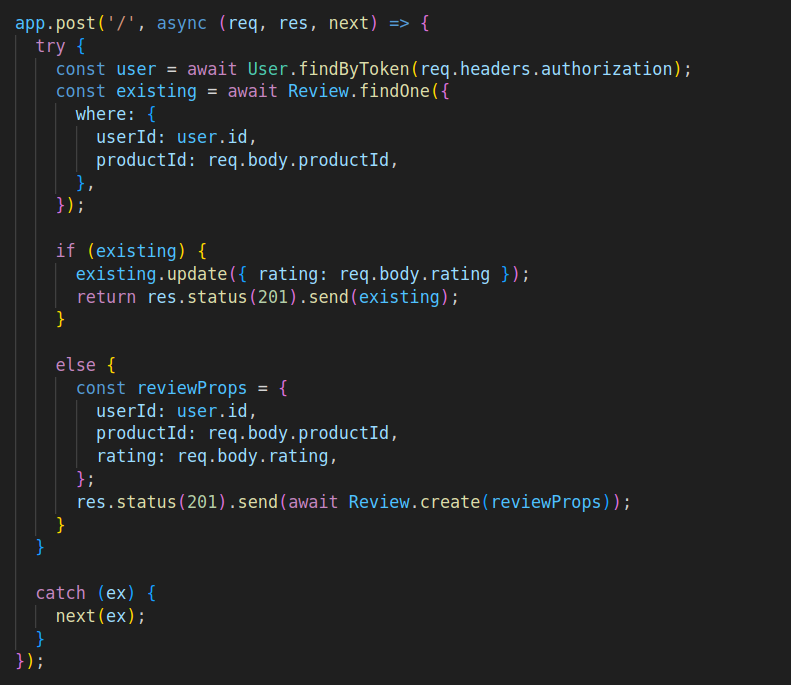 app.post('/', async (req, res, next) => {
  try {
    const user = await User.findByToken(req.headers.authorization);
    const existing = await Review.findOne({
      where: {
        userId: user.id,
        productId: req.body.productId,
      },
    });

    if (existing) {
      existing.update({ rating: req.body.rating });
      return res.status(201).send(existing);
    }

    else {
      const reviewProps = {
        userId: user.id,
        productId: req.body.productId,
        rating: req.body.rating,
      };
      res.status(201).send(await Review.create(reviewProps));
    }
  }

  catch (ex) {
    next(ex);
  }
});